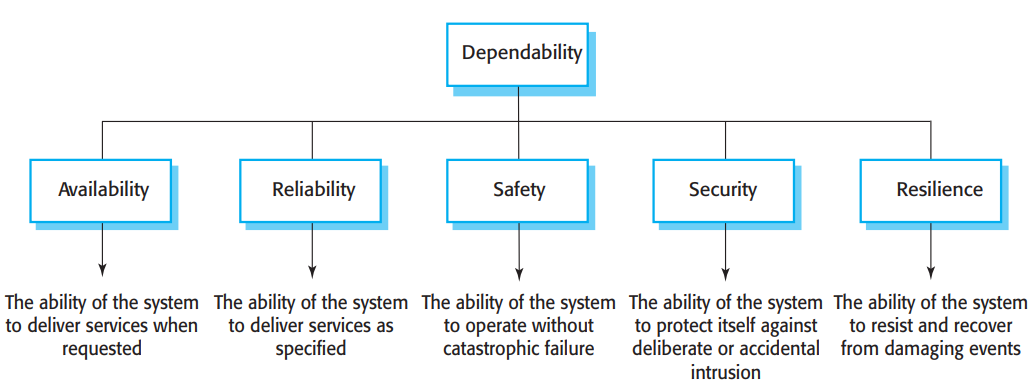 Dependability
Availability
Reliability
Safety
Security
Resilience
The ability of the system
to deliver services when
requested
The ability of the system
to deliver services as
specified
The ability of the system
to operate without
catastrophic failure
The ability of the system
to protect itself against
deliberate or accidental
intrusion
The ability of the system
to resist and recover
from damaging events